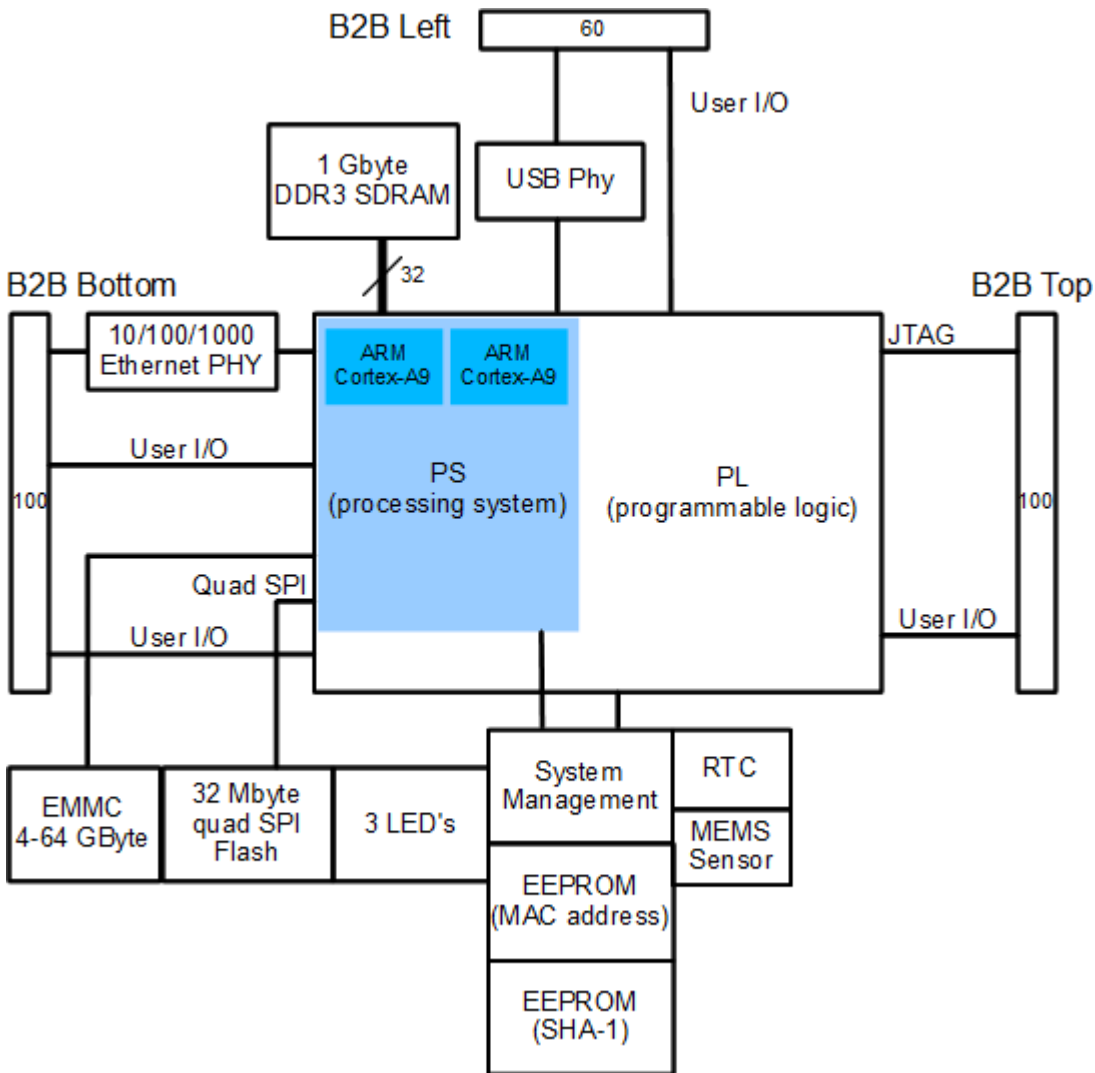 B2B Left
60
User I/O
1 Gbyte
DDR3 SDRAM
USB Phy
32
B2B Bottom
B2B Top
10/100/1000
Ethernet PHY
ARM
Cortex-A9
ARM
Cortex-A9
JTAG
User I/O
PS
(processing system)
PL
(programmable logic)
100
100
Quad SPI
User I/O
User I/O
EMMC
4-64 GByte
32 Mbyte
quad SPI
Flash
3 LED's
System
Management
RTC
MEMS
Sensor
EEPROM
(MAC address)
EEPROM
(SHA-1)